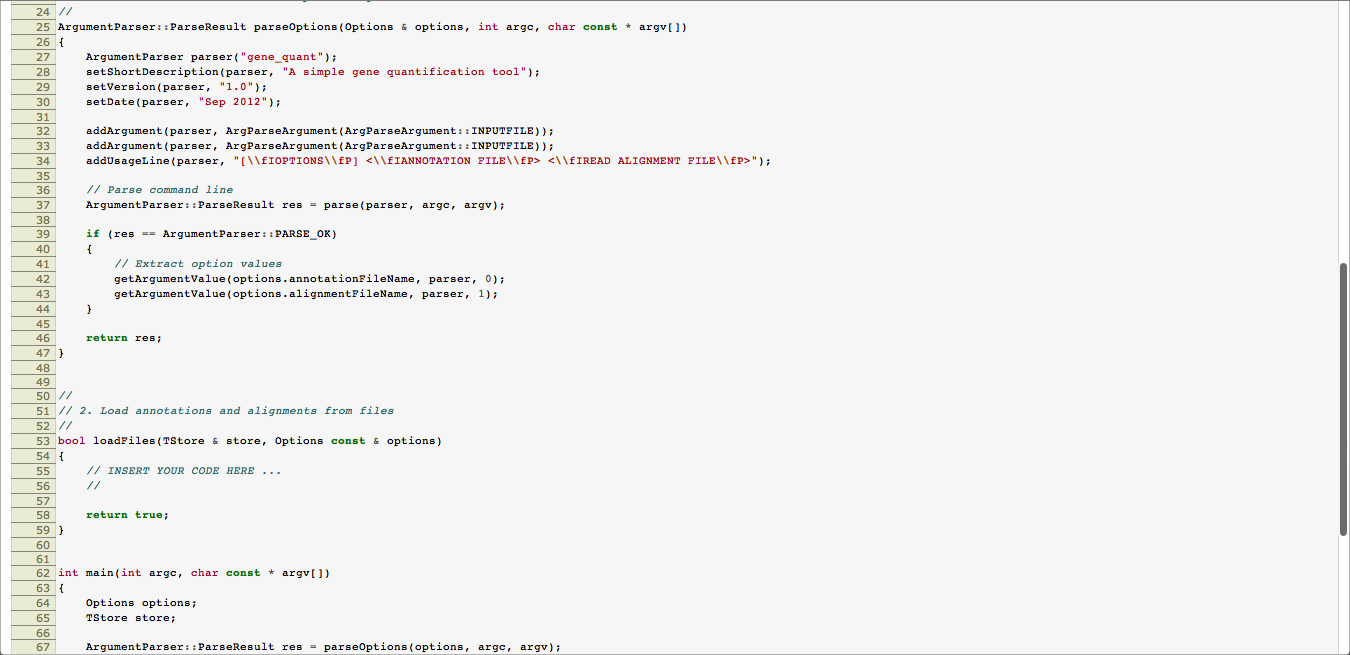 24 //
25 ArgumentParser::ParseResult parseOptions(Options & options, int argc, char const * argv[])
26 {
27     ArgumentParser parser("gene_quant");
28     setShortDescription(parser, "A simple gene quantification tool");
29     setVersion(parser, "1.0");
30     setDate(parser, "Sep 2012");
31
32     addArgument(parser, ArgParseArgument(ArgParseArgument::INPUTFILE));
33     addArgument(parser, ArgParseArgument(ArgParseArgument::INPUTFILE));
34     addUsageLine(parser, "[\\fIOPTIONS\\fP] <\\fIANNOTATION FILE\\fP> <\\fIREAD ALIGNMENT FILE\\fP>");
35
36     // Parse command line
37     ArgumentParser::ParseResult res = parse(parser, argc, argv);
38
39     if (res == ArgumentParser::PARSE_OK)
40     {
41         // Extract option values
42         getArgumentValue(options.annotationFileName, parser, 0);
43         getArgumentValue(options.alignmentFileName, parser, 1);
44     }
45
46     return res;
47 }
48
49
50 //
51 // 2. Load annotations and alignments from files
52 //
53 bool loadFiles(TStore & store, Options const & options)
54 {
55     // INSERT YOUR CODE HERE ...
56     //
57
58     return true;
59 }
60
61
62 int main(int argc, char const * argv[])
63 {
64     Options options;
65     TStore store;
66
67     ArgumentParser::ParseResult res = parseOptions(options, argc, argv);